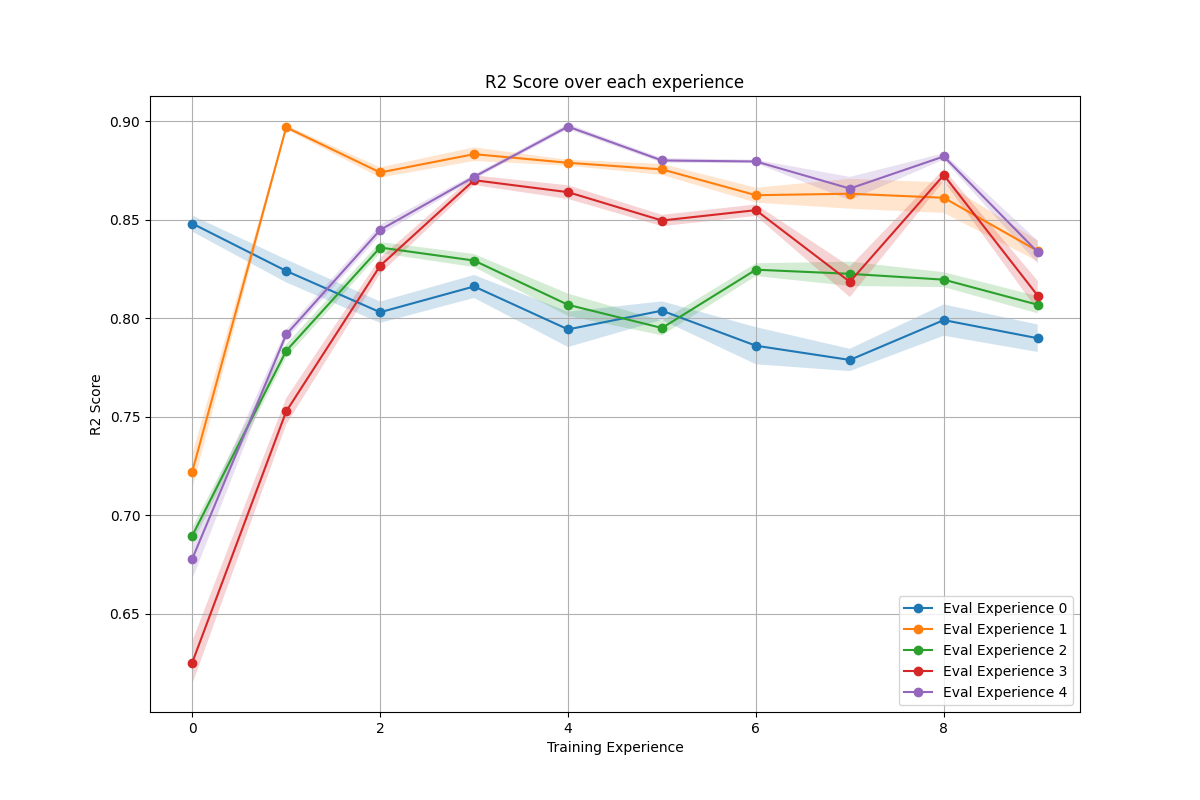 R2 Score over each experience
0.90
0.85
0.80
0.75
0.70
0.65
R2 Score
0 2 4 6 8
Training Experience
Eval Experience 0
Eval Experience 1
Eval Experience 2
Eval Experience 3
Eval Experience 4